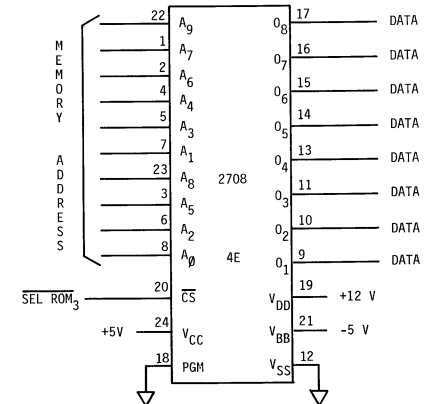 MEMORY ADDRESS
22 A9
1 A7
2 A6
4 A4
5 A3
7 A1
23 A8
3 A5
6 A2
8 AØ
SEL ROM3 20 CS
+5V 24 VCC
18 PGM
2708
4E
O8 17 DATA
O7 16 DATA
O6 15 DATA
O5 14 DATA
O4 13 DATA
O3 11 DATA
O2 10 DATA
O1 9 DATA
VDD 19 +12 V
VBB 21 -5 V
VSS 12